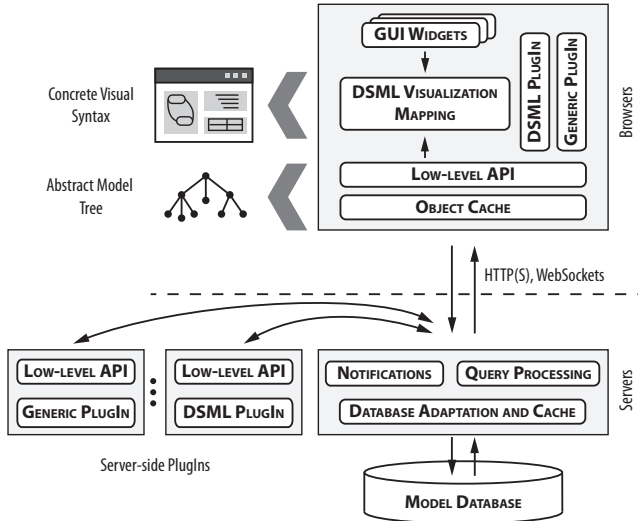 GUI WIDGETS
Concrete Visual
Syntax
DSML VISUALIZATION
MAPPING
DSML PLUGIN
GENERIC PLUGIN
Browsers
Abstract Model
Tree
LOW-LEVEL API
OBJECT CACHE
HTTP(S), WebSockets
LOW-LEVEL API
GENERIC PLUGIN
LOW-LEVEL API
DSML PLUGIN
Server-side PlugIns
NOTIFICATIONS
QUERY PROCESSING
DATABASE ADAPTATION AND CACHE
Servers
MODEL DATABASE